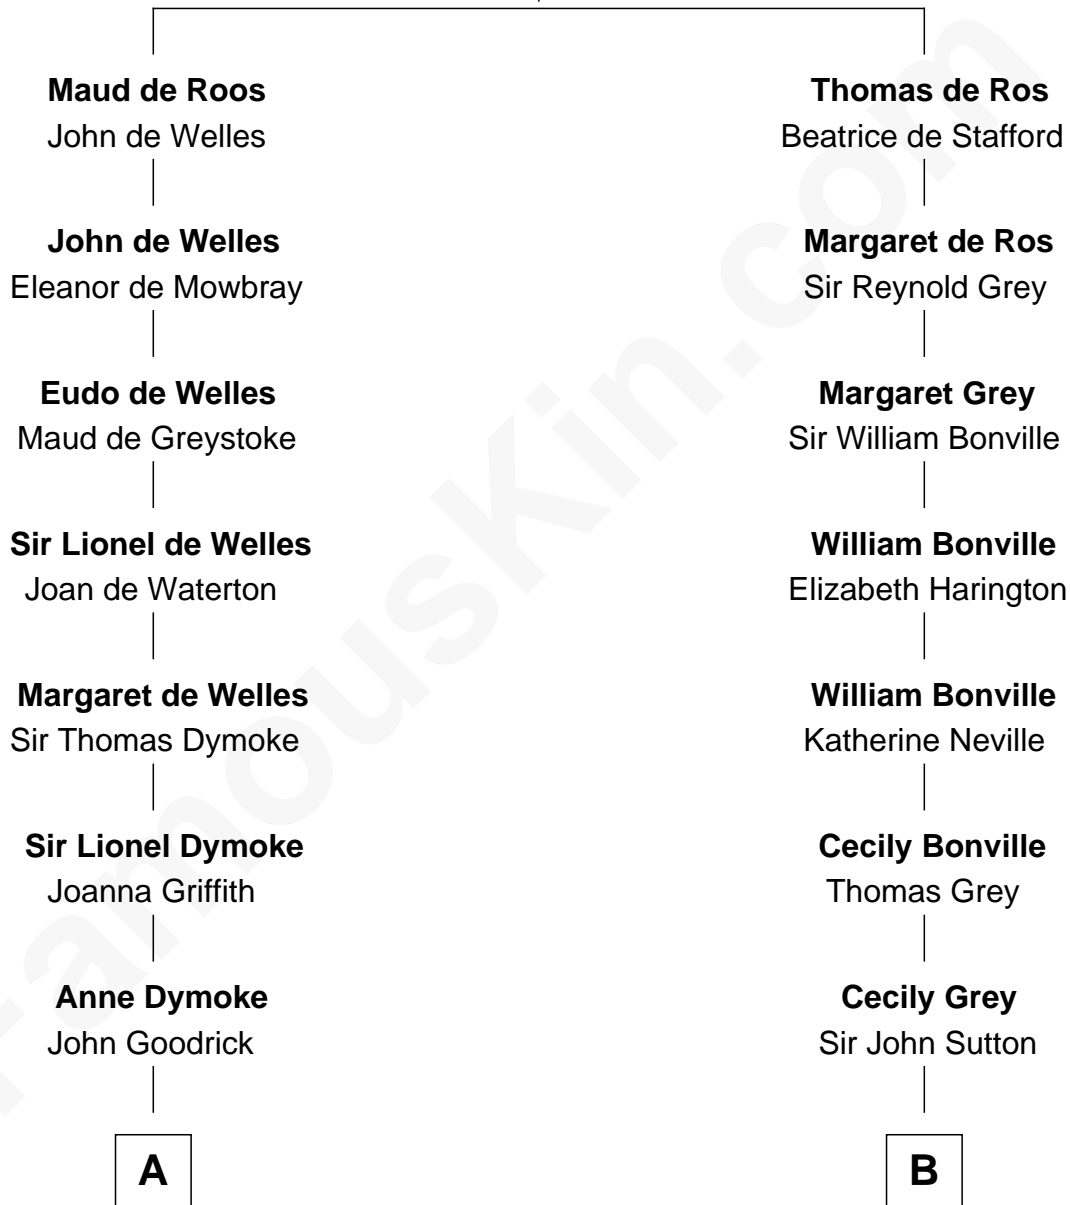 Maud de Roos
John de Welles
Thomas de Ros
Beatrice de Stafford
John de Welles
Eleanor de Mowbray
Margaret de Ros
Sir Reynold Grey
Eudo de Welles
Maud de Greystoke
Margaret Grey
Sir William Bonville
Sir Lionel de Welles
Joan de Waterton
William Bonville
Elizabeth Harington
Margaret de Welles
Sir Thomas Dymoke
William Bonville
Katherine Neville
Sir Lionel Dymoke
Joanna Griffith
Cecily Bonville
Thomas Grey
Anne Dymoke
John Goodrick
Cecily Grey
Sir John Sutton
A
B
FamousKin.com